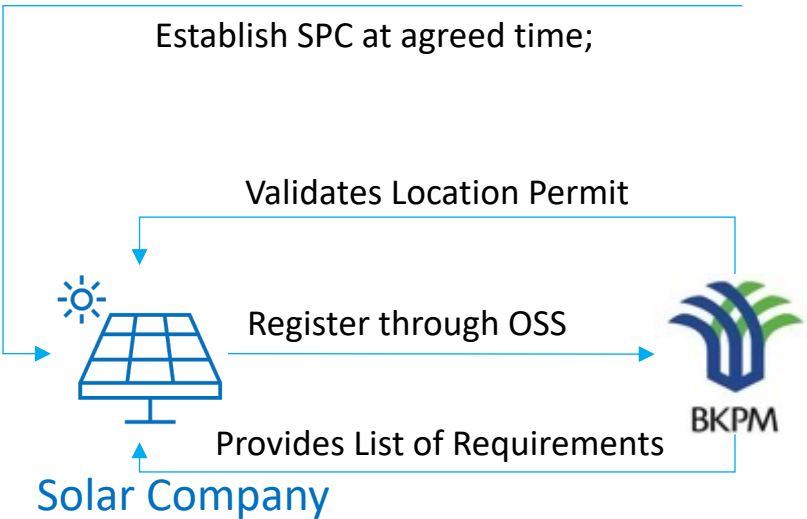 Establish SPC at agreed time;
Validates Location Permit
Register through OSS
BKPM
Provides List of Requirements
Solar Company